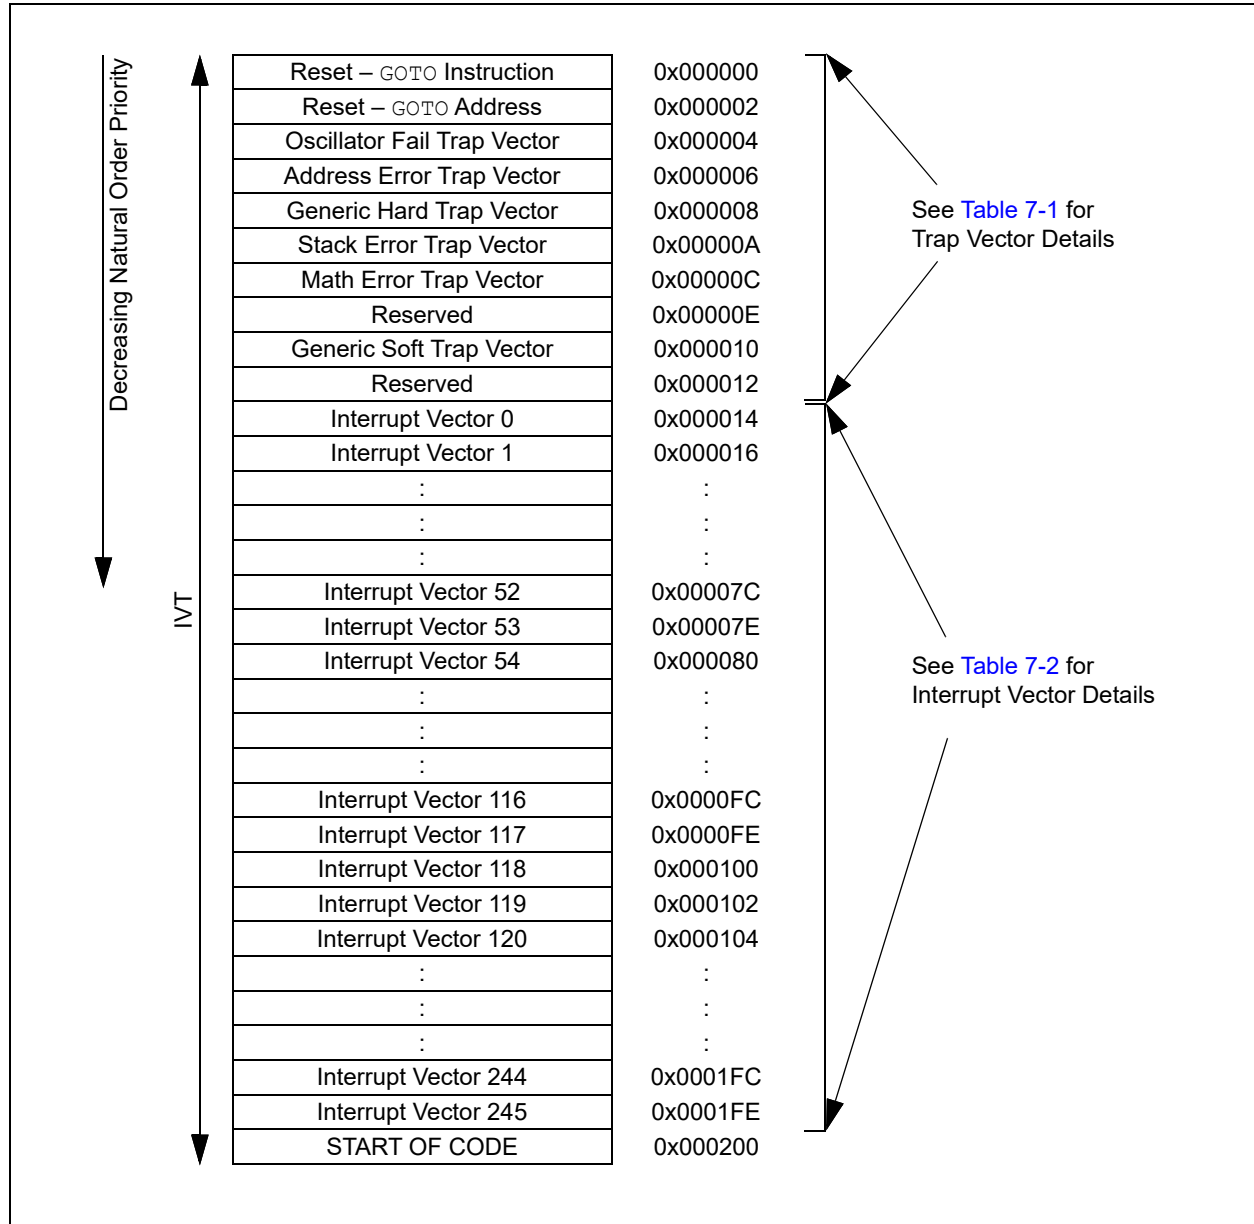 Decreasing Natural Order Priority
IVT
Reset – GOTO Instruction 0x000000
Reset – GOTO Address 0x000002
Oscillator Fail Trap Vector 0x000004
Address Error Trap Vector 0x000006
Generic Hard Trap Vector 0x000008
Stack Error Trap Vector 0x00000A
Math Error Trap Vector 0x00000C
Reserved 0x00000E
Generic Soft Trap Vector 0x000010
Reserved 0x000012
Interrupt Vector 0 0x000014
Interrupt Vector 1 0x000016
: :
: :
: :
Interrupt Vector 52 0x00007C
Interrupt Vector 53 0x00007E
Interrupt Vector 54 0x000080
: :
: :
: :
Interrupt Vector 116 0x0000FC
Interrupt Vector 117 0x0000FE
Interrupt Vector 118 0x000100
Interrupt Vector 119 0x000102
Interrupt Vector 120 0x000104
: :
: :
: :
Interrupt Vector 244 0x0001FC
Interrupt Vector 245 0x0001FE
START OF CODE 0x000200
See Table 7-1 for
Trap Vector Details
See Table 7-2 for
Interrupt Vector Details